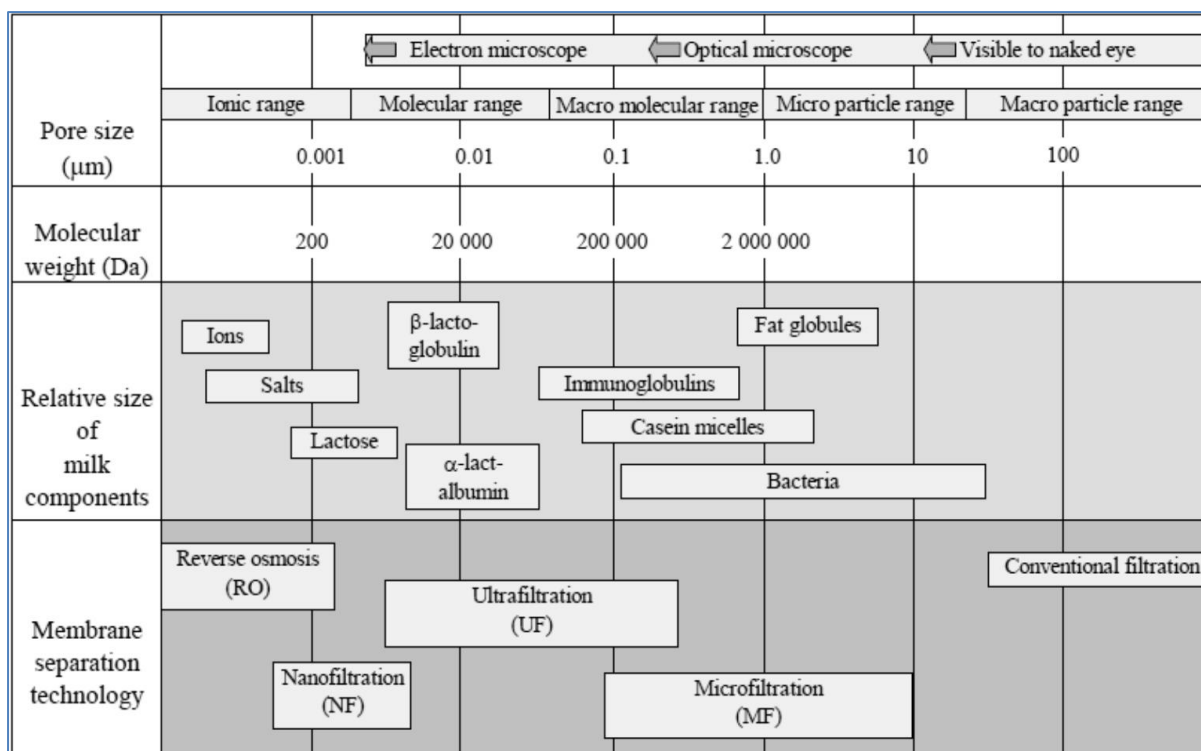 Electron microscope
Optical microscope
Visible to naked eye
Ionic range
Molecular range
Macro molecular range
Micro particle range
Macro particle range
Pore size
(μm)
0.001
0.01
0.1
1.0
10
100
Molecular
weight (Da)
200
20 000
200 000
2 000 000
Relative size
of
milk
components
Ions
β-lacto-
globulin
Fat globules
Salts
Immunoglobulins
Casein micelles
Lactose
α-lact-
albumin
Bacteria
Membrane
separation
technology
Reverse osmosis
(RO)
Conventional filtration
Ultrafiltration
(UF)
Nanofiltration
(NF)
Microfiltration
(MF)